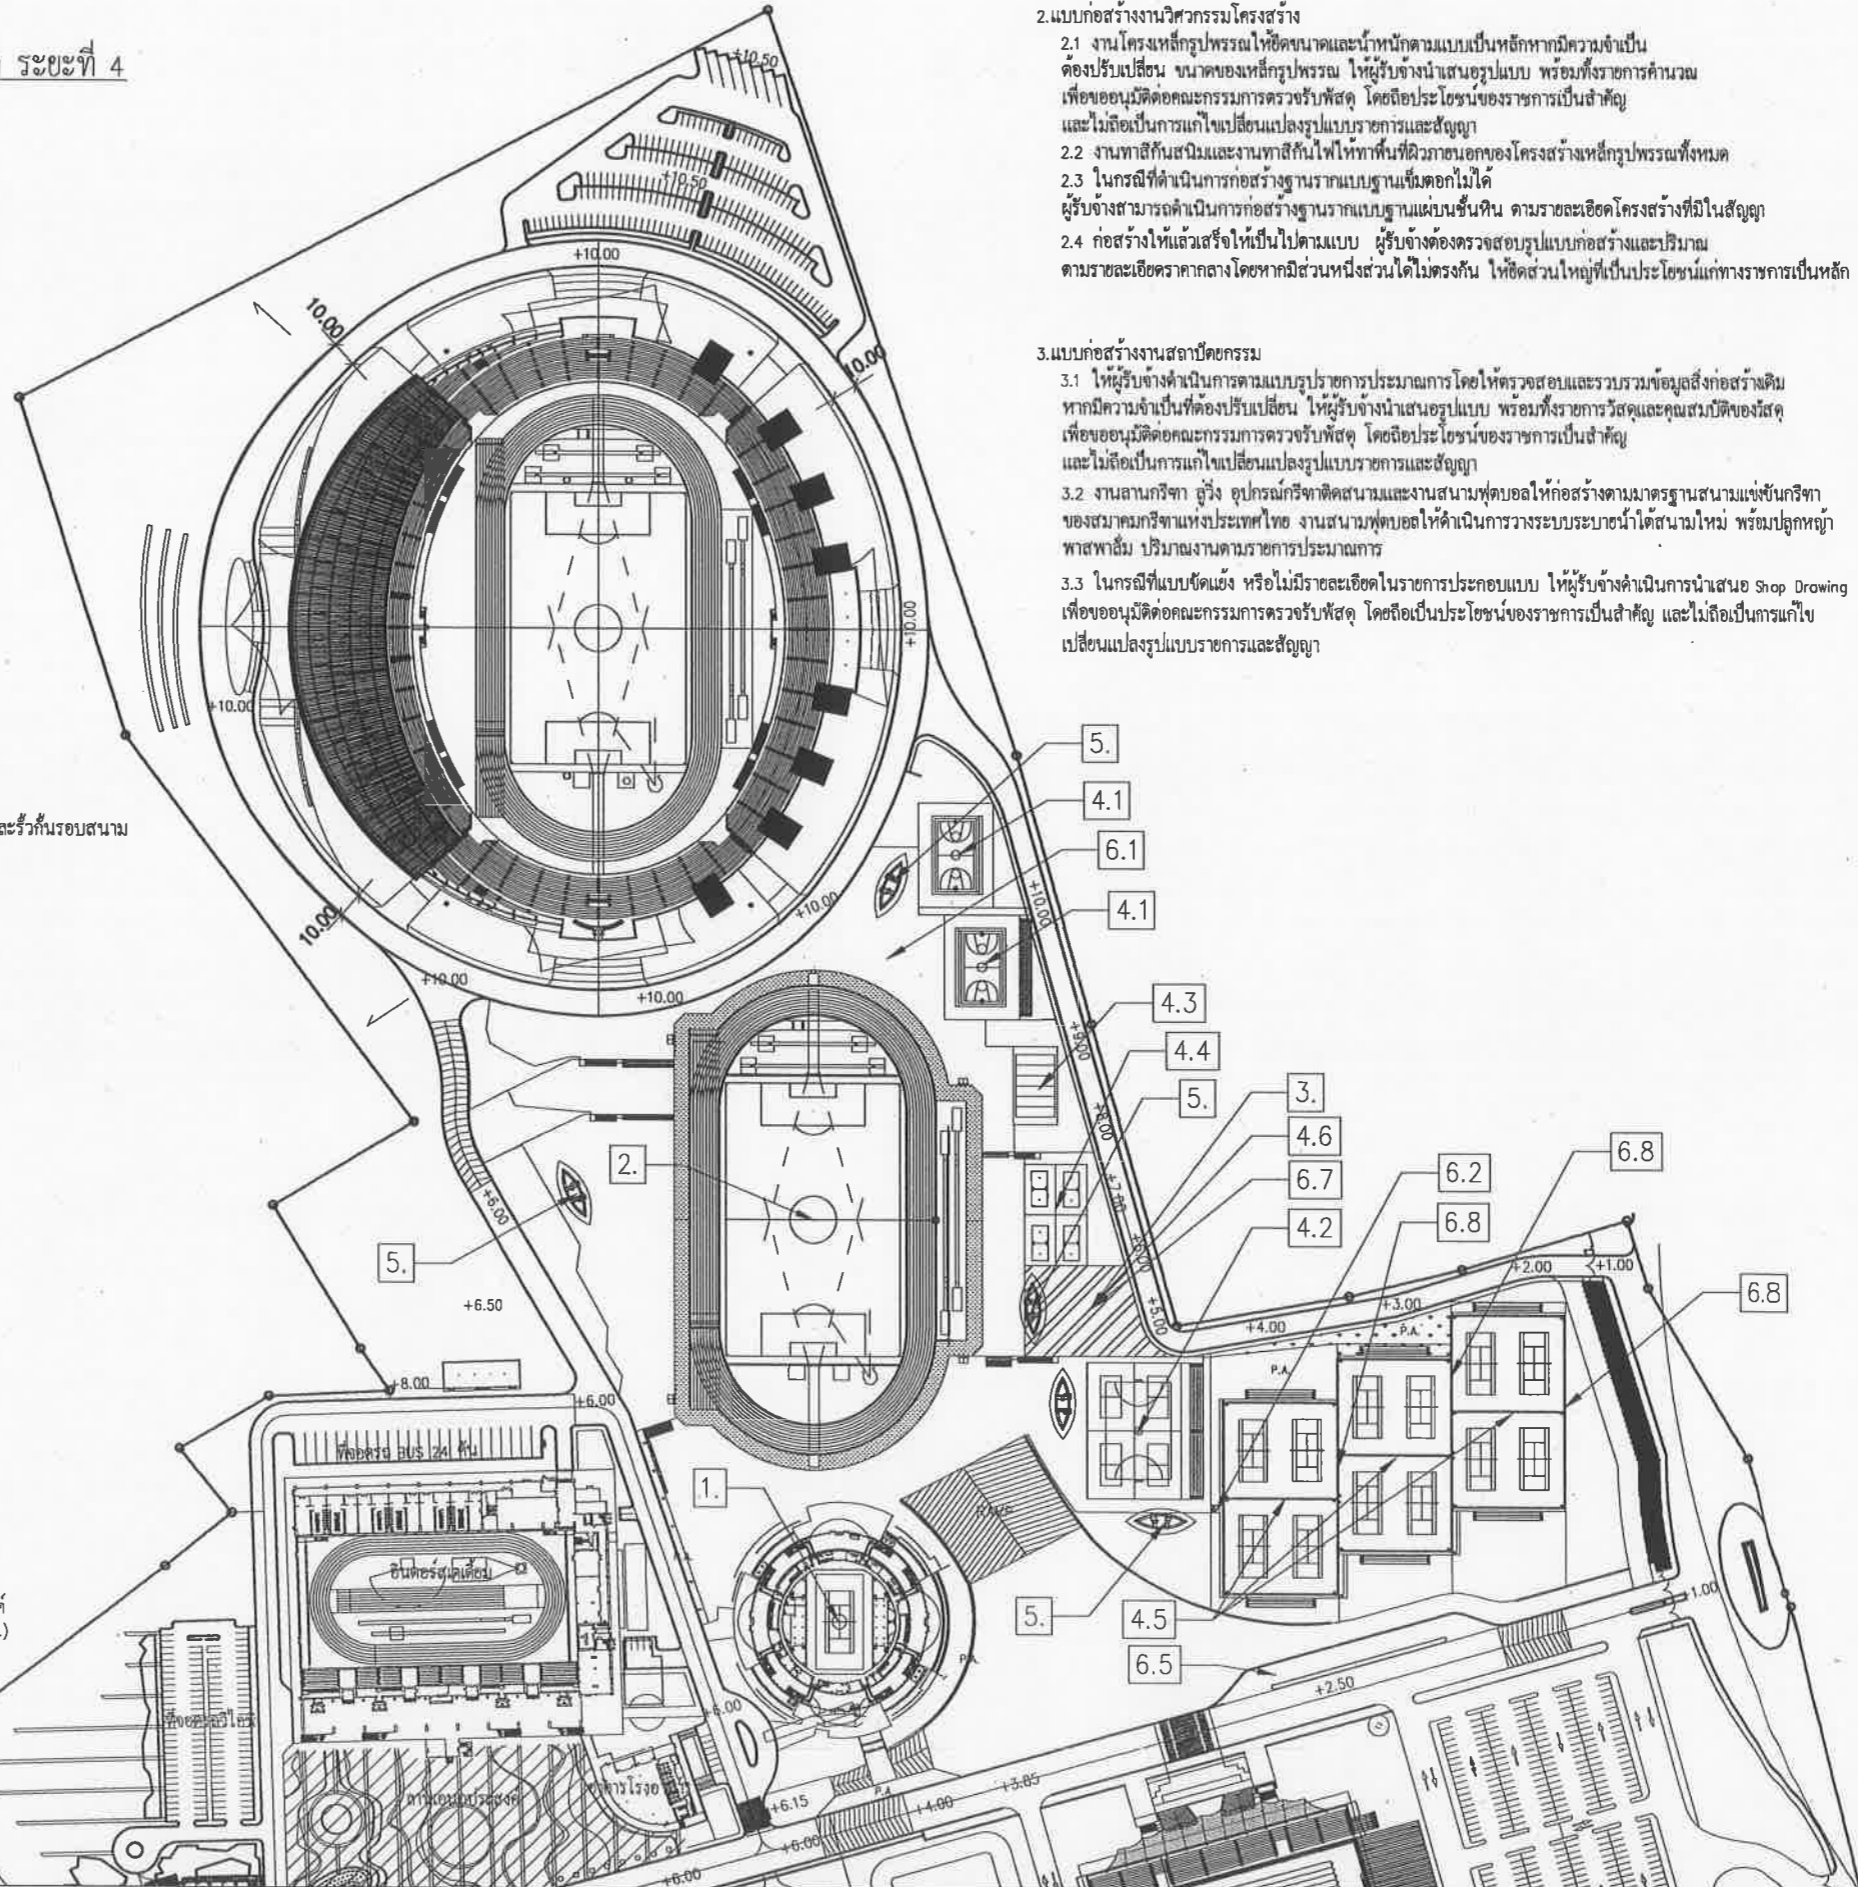 ระยะที่ 4
2.แบบก่อสร้างงานวิศวกรรมโครงสร้าง
2.1 งานโครงเหล็กรูปพรรณให้ยึดขนาดและน้ำหนักตามแบบเป็นหลักหากมีความจำเป็น
ต้องปรับเปลี่ยน ขนาดของเหล็กรูปพรรณ ให้ผู้รับจ้างนำเสนอรูปแบบ พร้อมทั้งรายการคำนวณ
เพื่อขออนุมัติต่อคณะกรรมการตรวจรับพัสดุ โดยถือประโยชน์ของราชการเป็นสำคัญ
และไม่ถือเป็นการแก้ไขเปลี่ยนแปลงรูปแบบรายการและสัญญา
2.2 งานทาสีกันสนิมและงานทาสีกันไฟให้ทาพื้นที่ผิวภายนอกของโครงสร้างเหล็กรูปพรรณทั้งหมด
2.3 ในกรณีที่ดำเนินการก่อสร้างฐานรากแบบฐานเข็มตอกไม่ได้
ผู้รับจ้างสามารถดำเนินการก่อสร้างฐานรากแบบฐานแผ่บนชั้นหิน ตามรายละเอียดโครงสร้างที่มีในสัญญา
2.4 ก่อสร้างให้แล้วเสร็จให้เป็นไปตามแบบ ผู้รับจ้างต้องตรวจสอบรูปแบบก่อสร้างและปริมาณ
ตามรายละเอียดราคากลางโดยหากมีส่วนหนึ่งส่วนใดไม่ตรงกัน ให้ยึดส่วนใหญ่ที่เป็นประโยชน์แก่ทางราชการเป็นหลัก
3.แบบก่อสร้างงานสถาปัตยกรรม
3.1 ให้ผู้รับจ้างดำเนินการตามแบบรูปรายการประมาณการโดยให้ตรวจสอบและรวบรวมข้อมูลสิ่งก่อสร้างเดิม
หากมีความจำเป็นที่ต้องปรับเปลี่ยน ให้ผู้รับจ้างนำเสนอรูปแบบ พร้อมทั้งรายการวัสดุและคุณสมบัติของวัสดุ
เพื่อขออนุมัติต่อคณะกรรมการตรวจรับพัสดุ โดยถือประโยชน์ของราชการเป็นสำคัญ
และไม่ถือเป็นการแก้ไขเปลี่ยนแปลงรูปแบบรายการและสัญญา
3.2 งานลานกรีฑา ลู่วิ่ง อุปกรณ์กรีฑาติดสนามและงานสนามฟุตบอลให้ก่อสร้างตามมาตรฐานสนามแข่งขันกรีฑา
ของสมาคมกรีฑาแห่งประเทศไทย งานสนามฟุตบอลให้ดำเนินการวางระบบระบายน้ำใต้สนามใหม่ พร้อมปลูกหญ้า
พาสพาลั่ม ปริมาณงานตามรายการประมาณการ
3.3 ในกรณีที่แบบขัดแย้ง หรือไม่มีรายละเอียดในรายการประกอบแบบ ให้ผู้รับจ้างดำเนินการนำเสนอ Shop Drawing
เพื่อขออนุมัติต่อคณะกรรมการตรวจรับพัสดุ โดยถือเป็นประโยชน์ของราชการเป็นสำคัญ และไม่ถือเป็นการแก้ไข
เปลี่ยนแปลงรูปแบบรายการและสัญญา
+10.50
+10.50
+10.00
10.00
10.00
+10.00
+10.00
5.
4.1
ละรั้วกั้นรอบสนาม
6.1
+10.00
4.1
+10.00
10.00
+10.00
+10.00
4.3
+9.00
4.4
5.
3.
+8.00
4.6
6.8
2.
6.7
6.2
+7.00
+6.00
6.8
4.2
5.
+6.00
+2.00
+1.00
6.8
+6.50
+5.00
+3.00
+4.00
P.A.
P.A.
+8.00
+6.00
ที่จอดรถ BUS 24 คัน
1.
RAMP
อินดอร์สเตเดี้ยม
P.A.
1.00
5.
4.5
P.A.
6.5
+2.50
+6.00
+3.85
P.A.
+6.15
+4.00
+6.00
+6.00